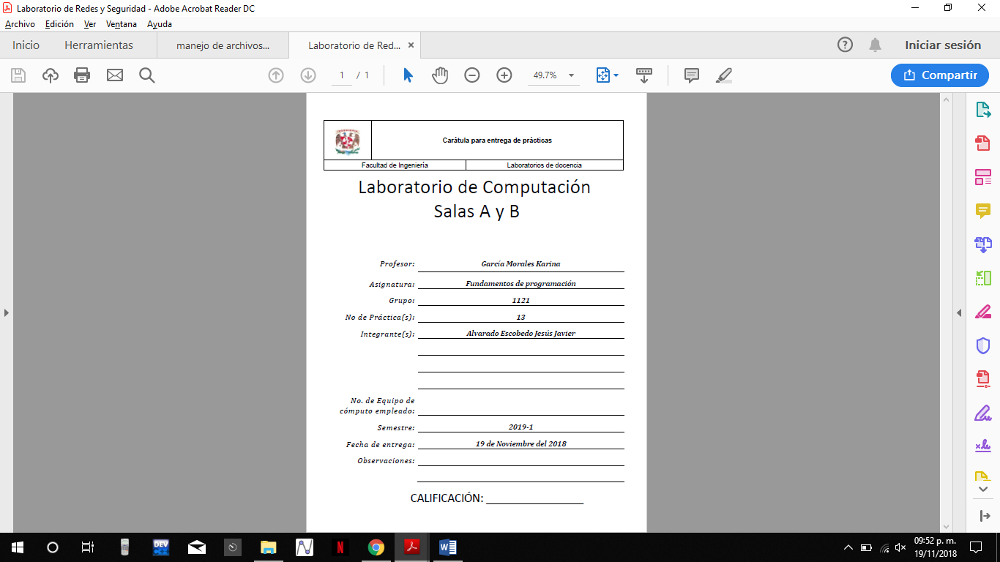 Laboratorio de Redes y Seguridad - Adobe Acrobat Reader DC
Archivo Edición Ver Ventana Ayuda
Inicio Herramientas manejo de archivos... Laboratorio de Red... × Iniciar sesión
1 / 1 49.7% Compartir
Carátula para entrega de prácticas
Facultad de Ingeniería Laboratorios de docencia
Laboratorio de Computación
Salas A y B
Profesor: García Morales Karina
Asignatura: Fundamentos de programación
Grupo: 1121
No de Práctica(s): 13
Integrante(s): Alvarado Escobedo Jesús Javier
No. de Equipo de
cómputo empleado:
Semestre: 2019-1
Fecha de entrega: 19 de Noviembre del 2018
Observaciones:
CALIFICACIÓN: __________________
DEV
N
W
09:52 p. m.
19/11/2018